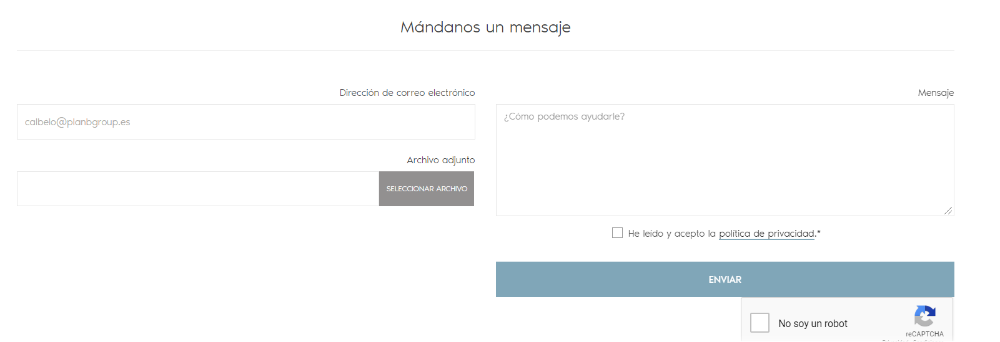 Mándanos un mensaje
Dirección de correo electrónico
calbelo@planbgroup.es
Archivo adjunto
SELECCIONAR ARCHIVO
Mensaje
¿Cómo podemos ayudarle?
He leído y acepto la política de privacidad.*
ENVIAR
No soy un robot
reCAPTCHA